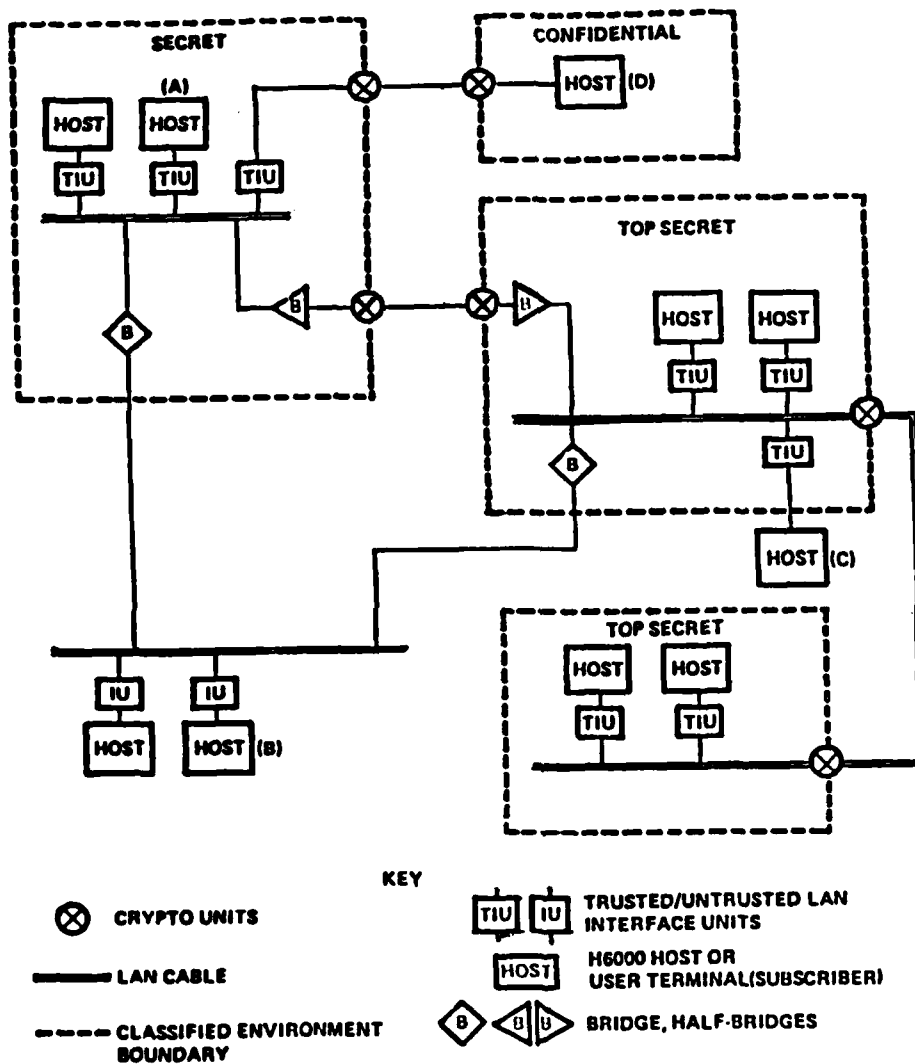 SECRET
CONFIDENTIAL
(A)
HOST
HOST
HOST (D)
TIU
TIU
TIU
TOP SECRET
B
B
B
HOST
HOST
TIU
TIU
TIU
B
HOST (C)
TOP SECRET
HOST
HOST
TIU
TIU
IU
IU
HOST
HOST (B)
KEY
CRYPTO UNITS
TIU
IU
TRUSTED/UNTRUSTED LAN
INTERFACE UNITS
LAN CABLE
HOST
H6000 HOST OR
USER TERMINAL(SUBSCRIBER)
CLASSIFIED ENVIRONMENT
BOUNDARY
B
B
B
BRIDGE, HALF-BRIDGES